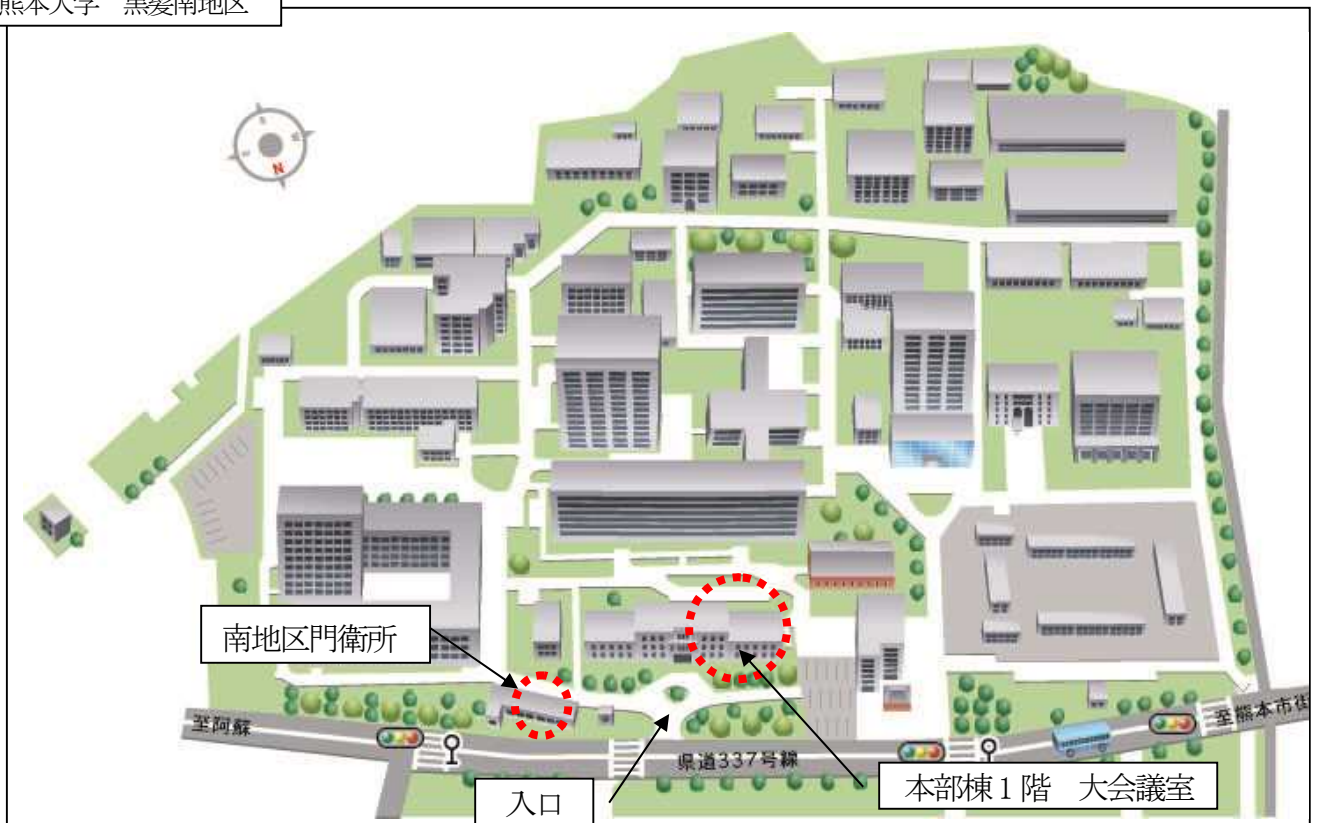 熊本大学　黒髪南地区
N
南地区門衛所
至阿蘇
県道337号線
至熊本市街
入口
本部棟１階　大会議室